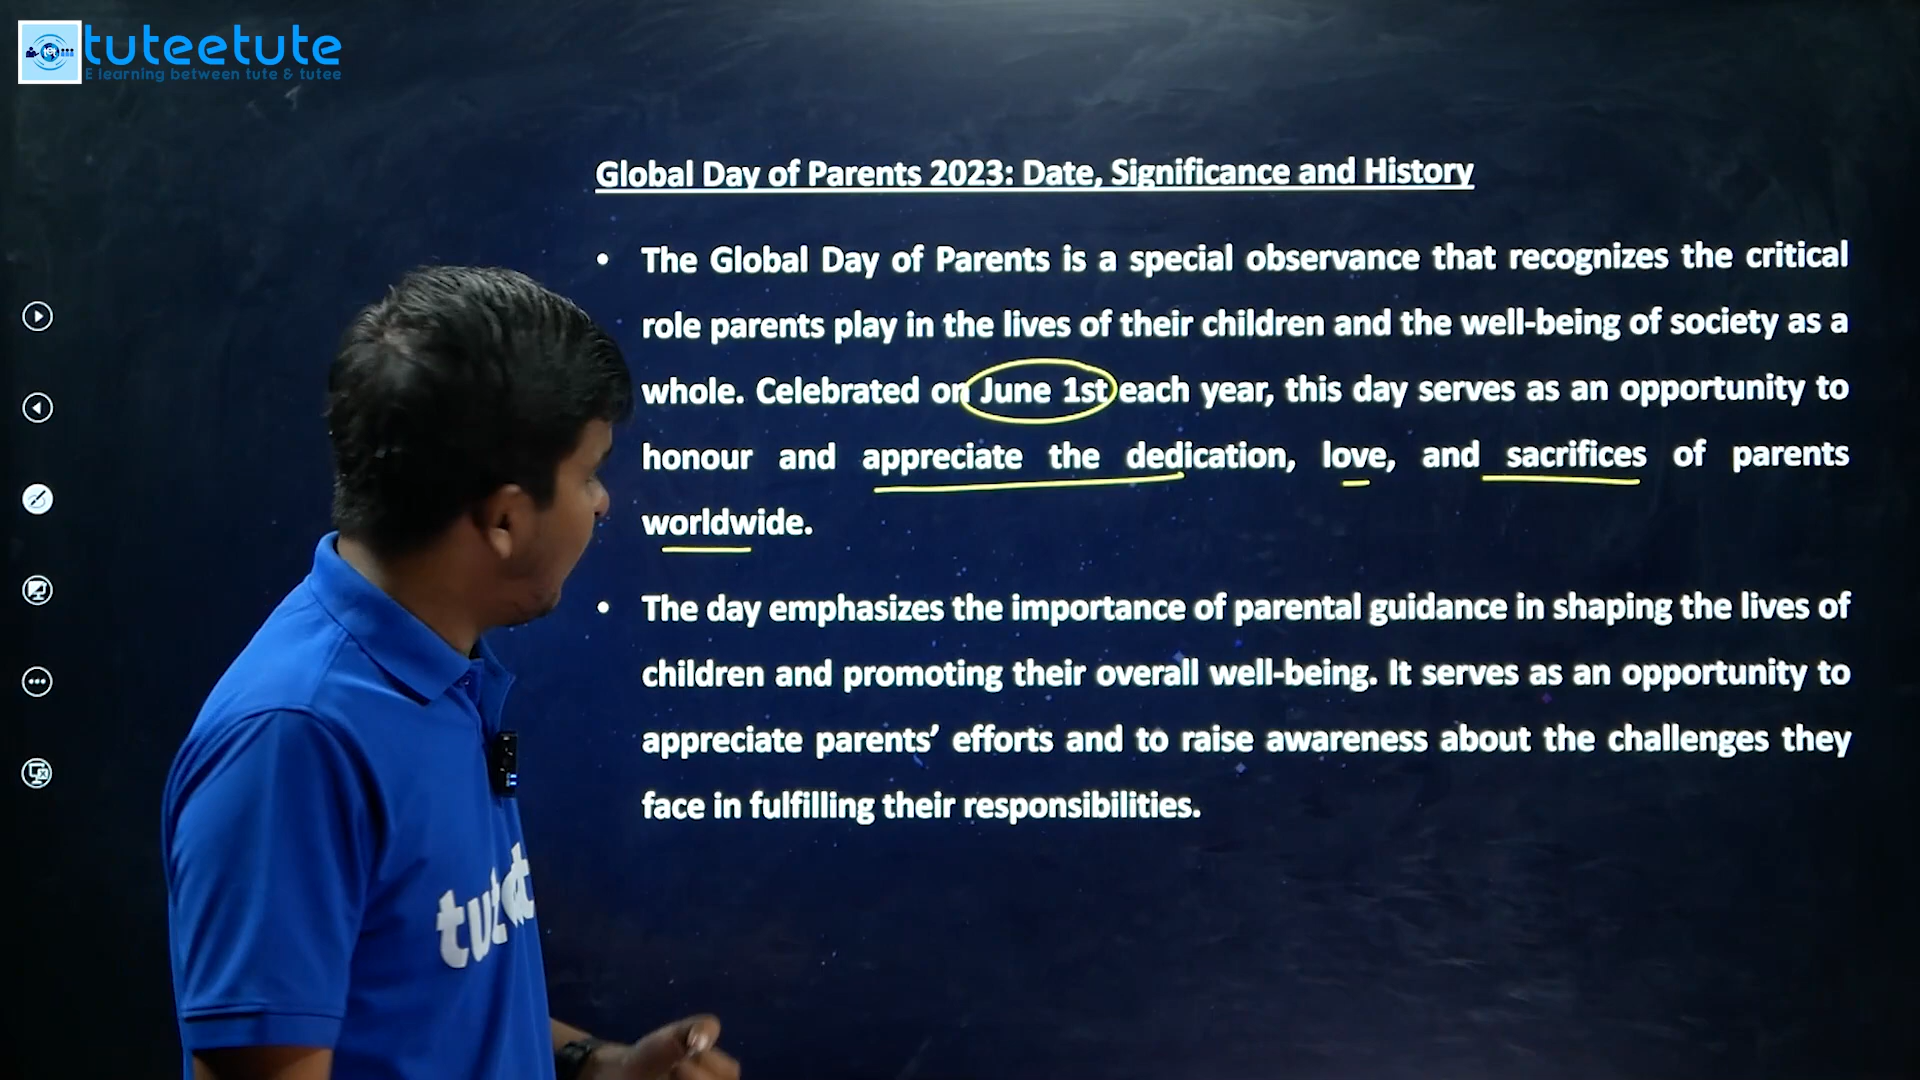 tuteetute
E learning between tute & tutee
Global Day of Parents 2023: Date, Significance and History
• The Global Day of Parents is a special observance that recognizes the critical
role parents play in the lives of their children and the well-being of society as a
whole. Celebrated on June 1st each year, this day serves as an opportunity to
honour and appreciate the dedication, love, and sacrifices of parents
worldwide.
• The day emphasizes the importance of parental guidance in shaping the lives of
children and promoting their overall well-being. It serves as an opportunity to
appreciate parents’ efforts and to raise awareness about the challenges they
face in fulfilling their responsibilities.